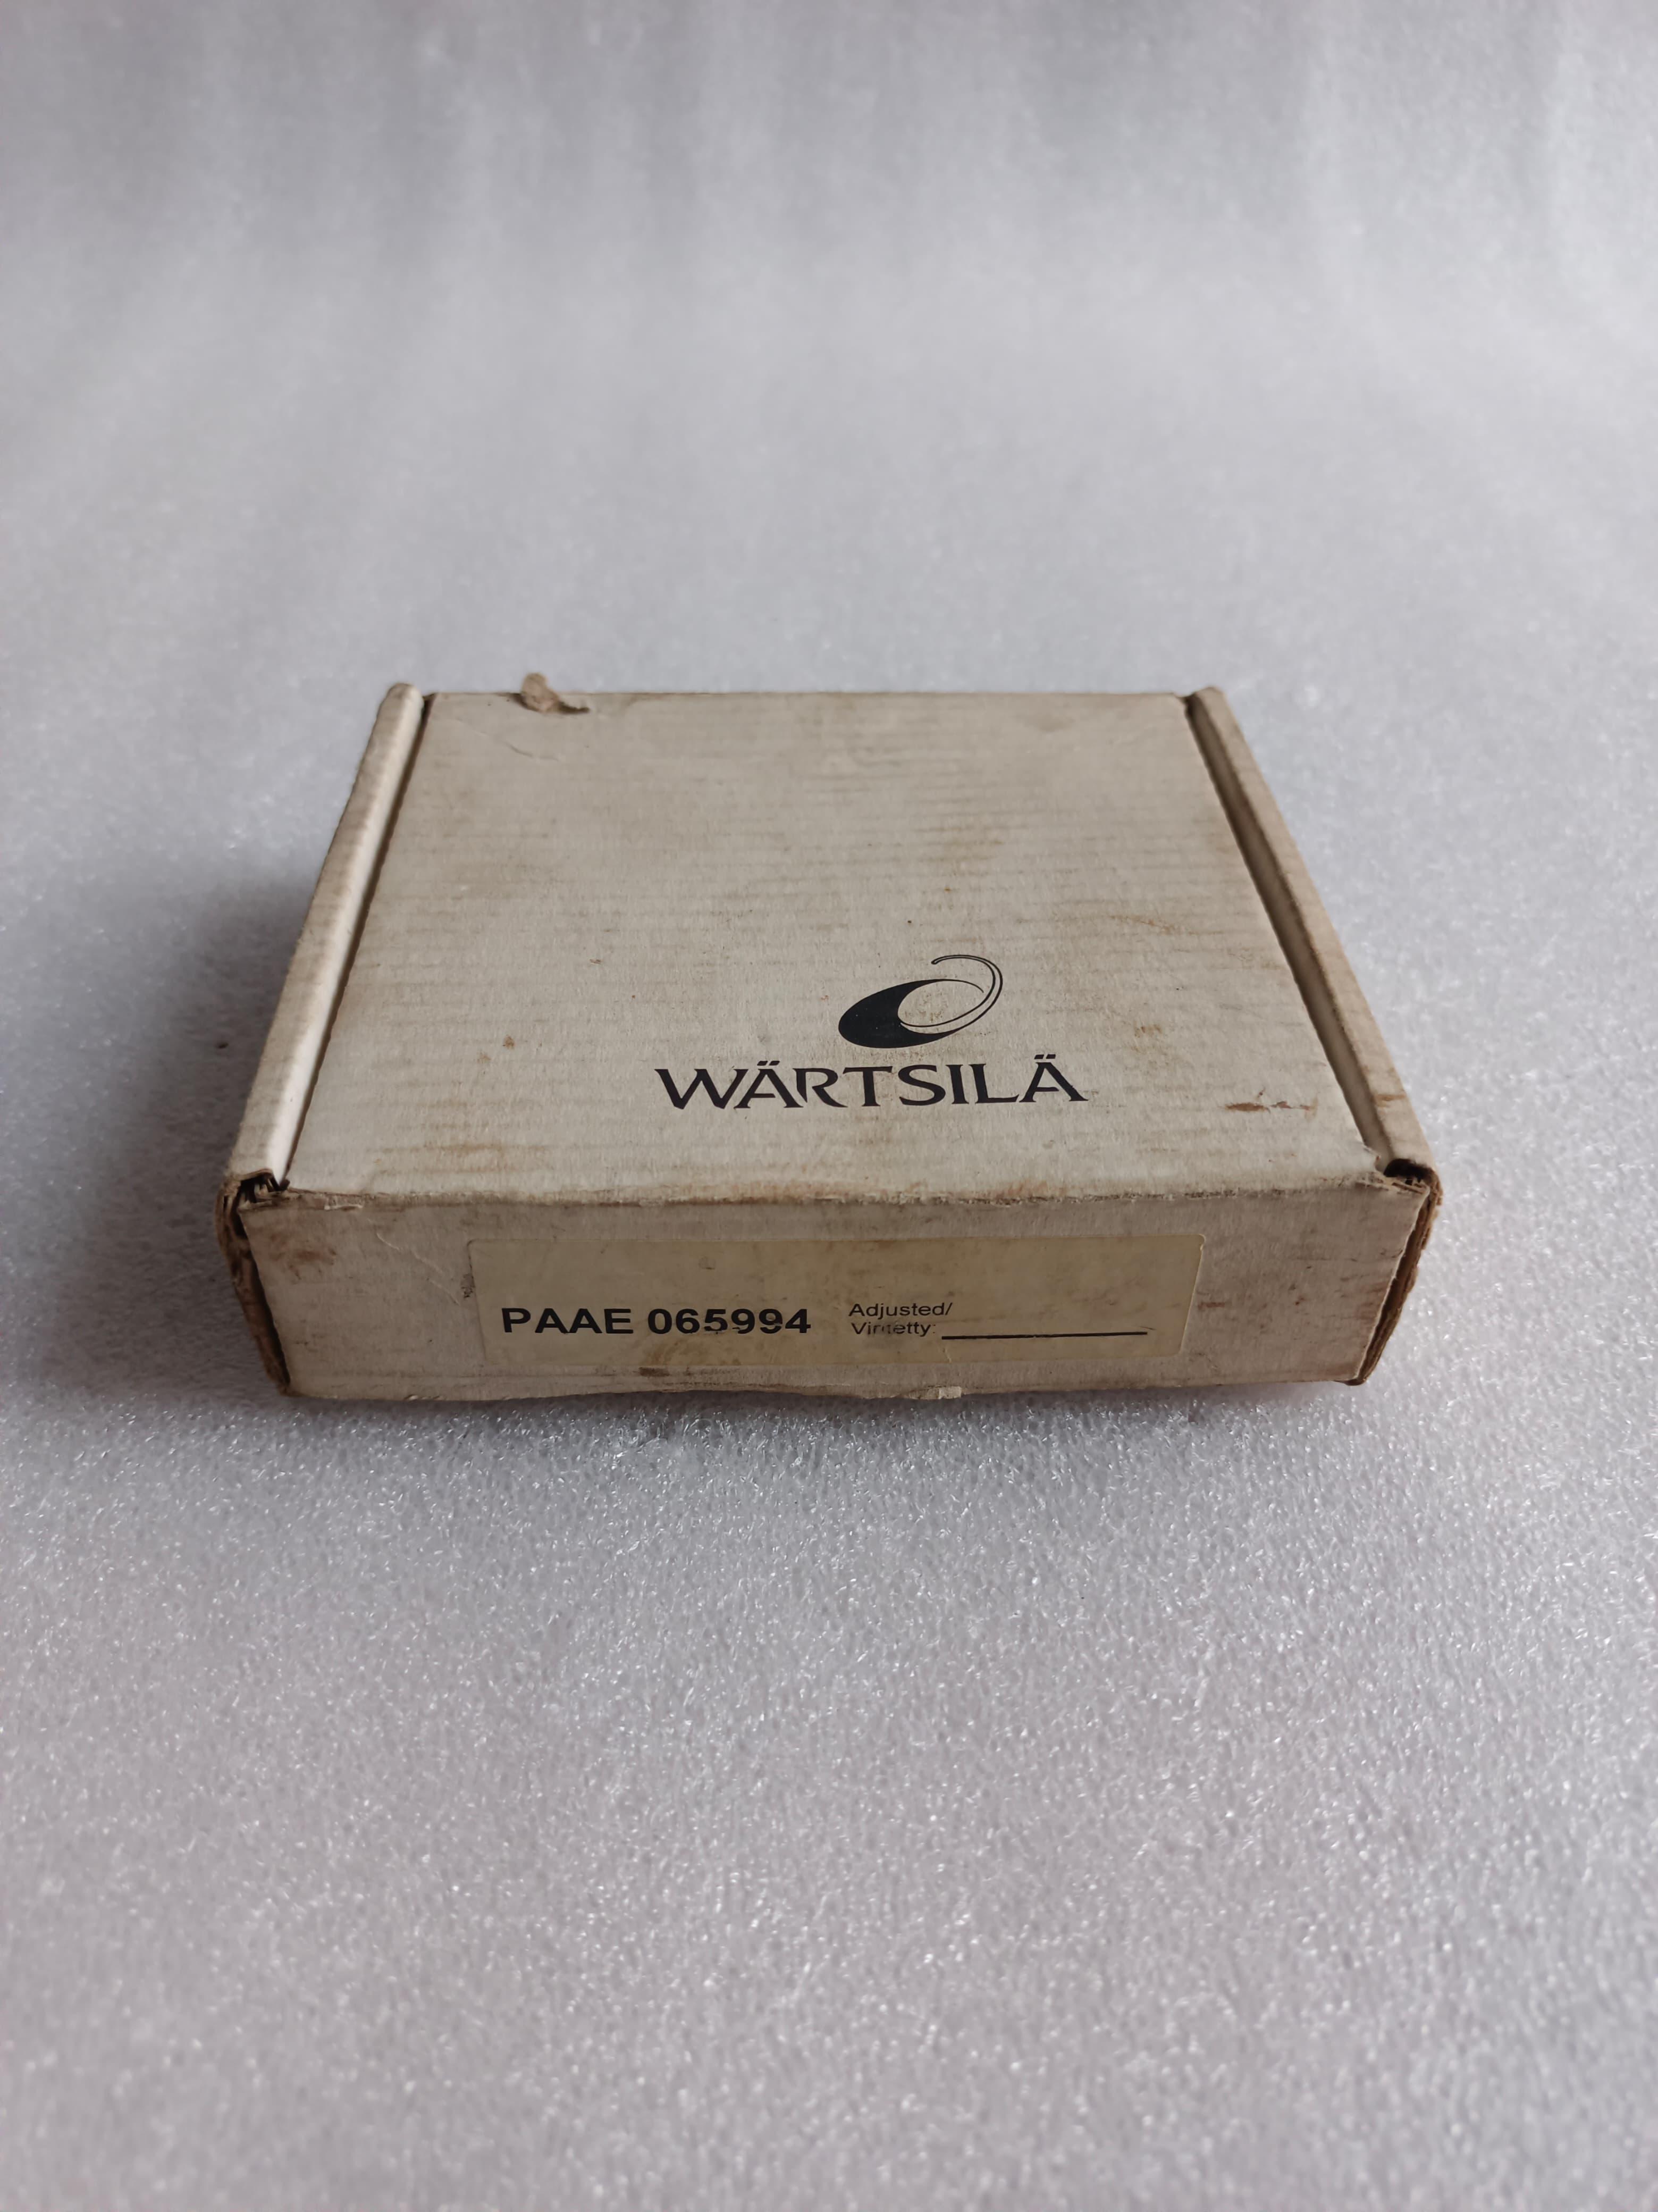 WÄRTSILÄ
PAAE 065994
Adjusted/
Viritetty: